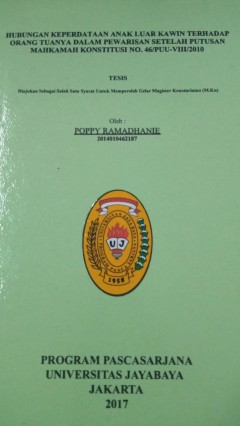 HUBUNGAN KEPERDATAAN ANAK LUAR KAWIN TERHADAP
ORANG TUANYA DALAM PEWARISAN SETELAH PUTUSAN
MAHKAMAH KONSTITUSI NO. 46/PUU-VIII/2010
TESIS
Diajukan Sebagai Salah Satu Syarat Untuk Memperoleh Gelar Magister Kenotariatan (M.Kn)
Oleh :
POPPY RAMADHANIE
2014010462187
UJ
1958
PROGRAM PASCASARJANA
UNIVERSITAS JAYABAYA
JAKARTA
2017